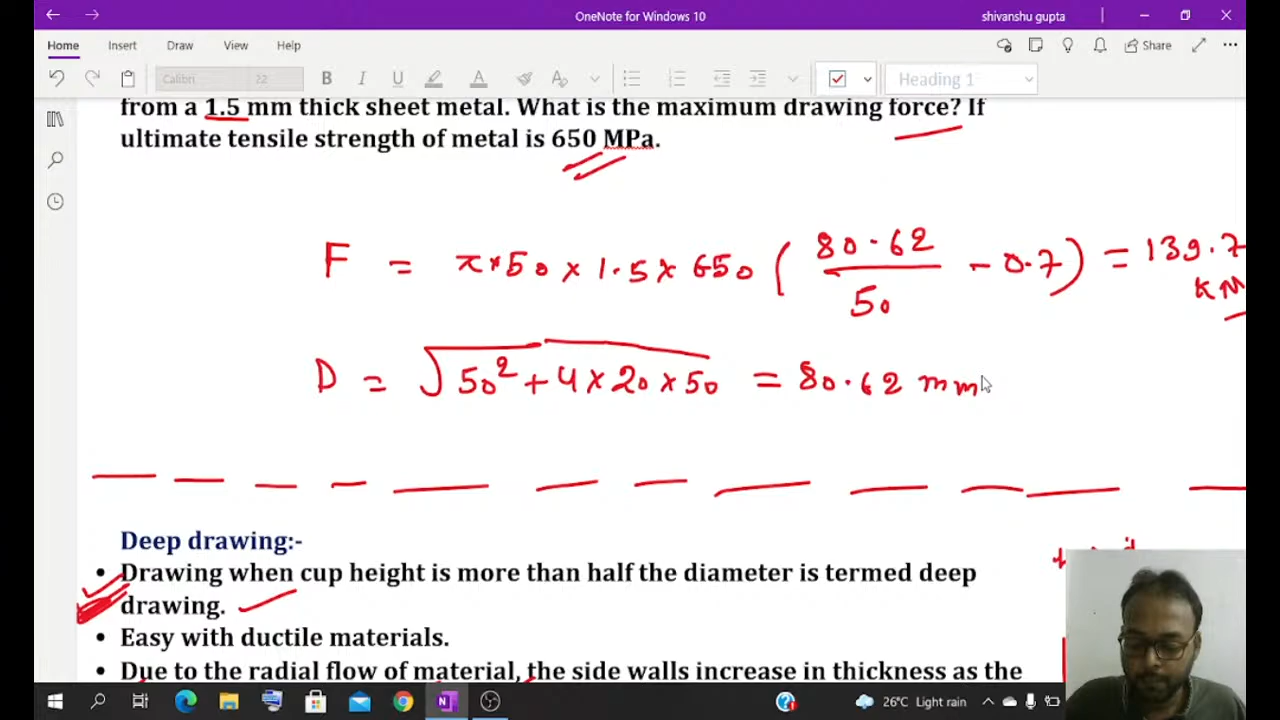 OneNote for Windows 10
shivanshu gupta
Home Insert Draw View Help
Share
Calibri 22 B I U A A Heading 1
from a 1.5 mm thick sheet metal. What is the maximum drawing force? If
ultimate tensile strength of metal is 650 MPa.
F = π×50×1.5×650 (80.62/50 - 0.7) = 139.7
D = √50²+4×20×50 = 80.62 mm
Deep drawing:-
• Drawing when cup height is more than half the diameter is termed deep
drawing.
• Easy with ductile materials.
• Due to the radial flow of material, the side walls increase in thickness as the
26°C Light rain